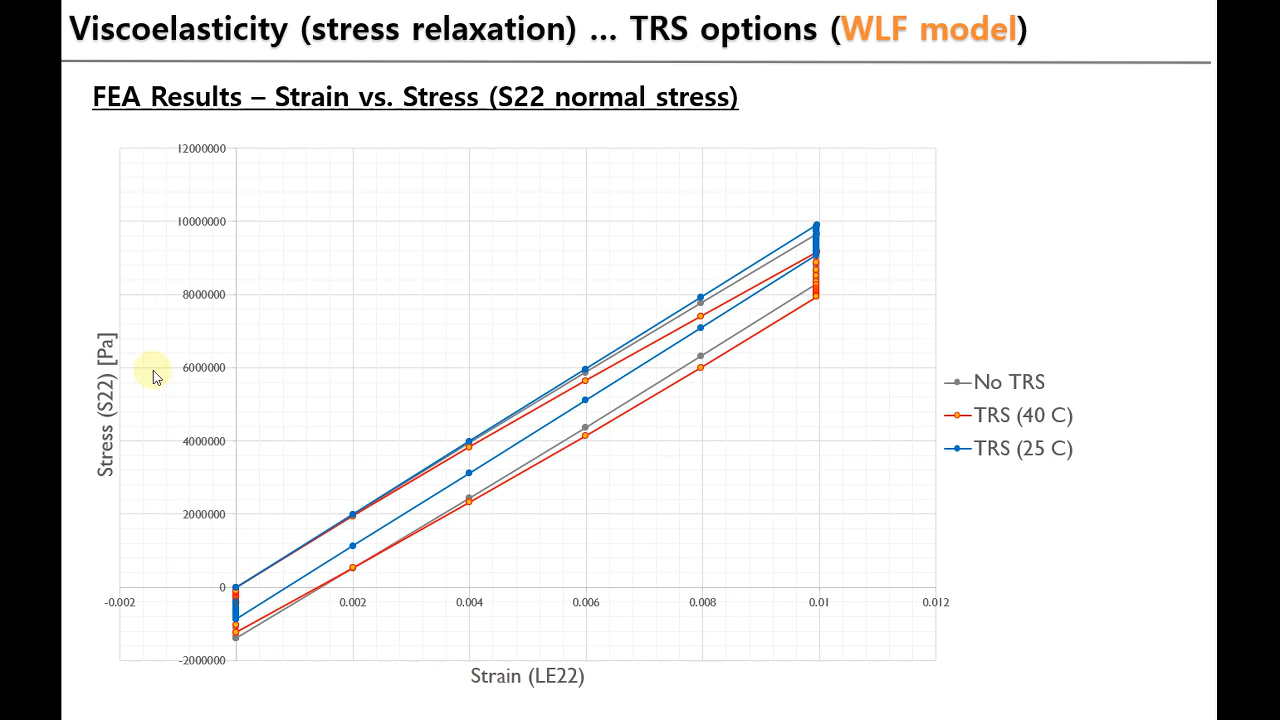 Viscoelasticity (stress relaxation) ... TRS options (WLF model)
FEA Results – Strain vs. Stress (S22 normal stress)
12000000
10000000
8000000
6000000
4000000
2000000
0
-2000000
-0.002
0.002
0.004
0.006
0.008
0.01
0.012
Stress (S22) [Pa]
Strain (LE22)
No TRS
TRS (40 C)
TRS (25 C)